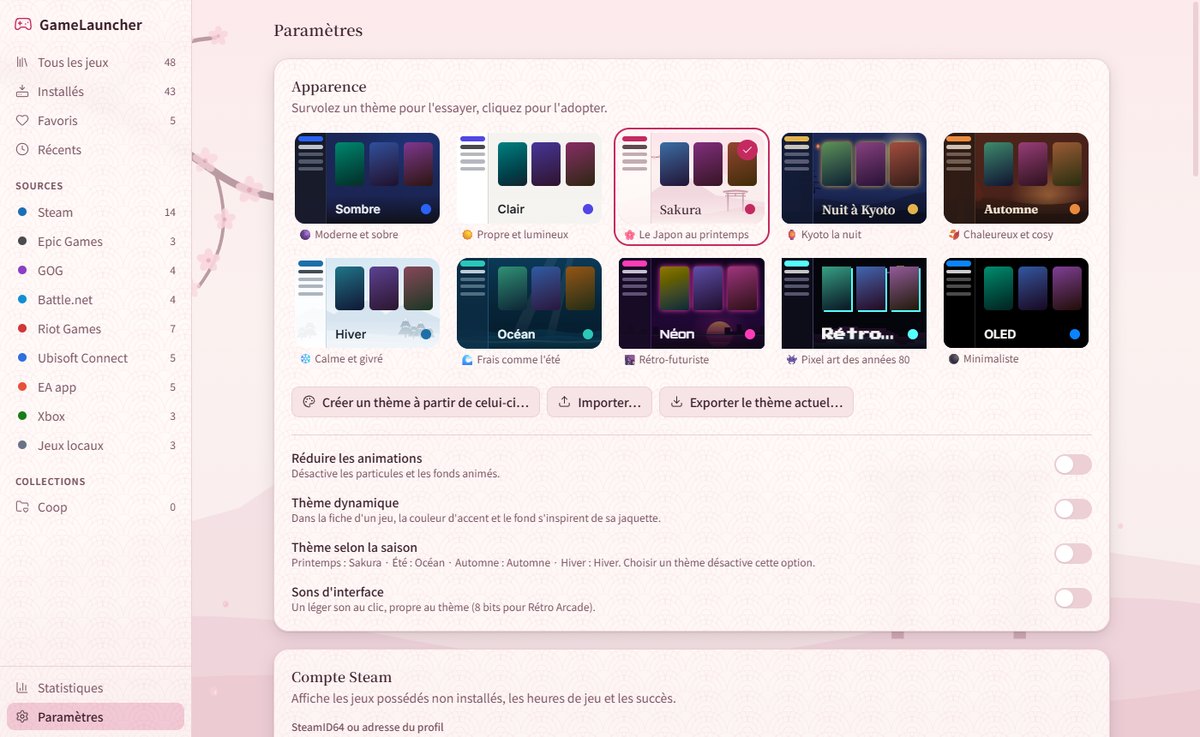 GameLauncher
Tous les jeux 48
Installés 43
Favoris 5
Récents
SOURCES
Steam 14
Epic Games 3
GOG 4
Battle.net 4
Riot Games 7
Ubisoft Connect 5
EA app 5
Xbox 3
Jeux locaux 3
COLLECTIONS
Coop 0
Statistiques
Paramètres
Paramètres
Apparence
Survolez un thème pour l'essayer, cliquez pour l'adopter.
Sombre
Moderne et sobre
Clair
Propre et lumineux
Sakura
Le Japon au printemps
Nuit à Kyoto
Kyoto la nuit
Automne
Chaleureux et cosy
Hiver
Calme et givré
Océan
Frais comme l'été
Néon
Rétro-futuriste
Rétro…
Pixel art des années 80
OLED
Minimaliste
Créer un thème à partir de celui-ci…
Importer…
Exporter le thème actuel…
Réduire les animations
Désactive les particules et les fonds animés.
Thème dynamique
Dans la fiche d'un jeu, la couleur d'accent et le fond s'inspirent de sa jaquette.
Thème selon la saison
Printemps : Sakura · Été : Océan · Automne : Automne · Hiver : Hiver. Choisir un thème désactive cette option.
Sons d'interface
Un léger son au clic, propre au thème (8 bits pour Rétro Arcade).
Compte Steam
Affiche les jeux possédés non installés, les heures de jeu et les succès.
SteamID64 ou adresse du profil